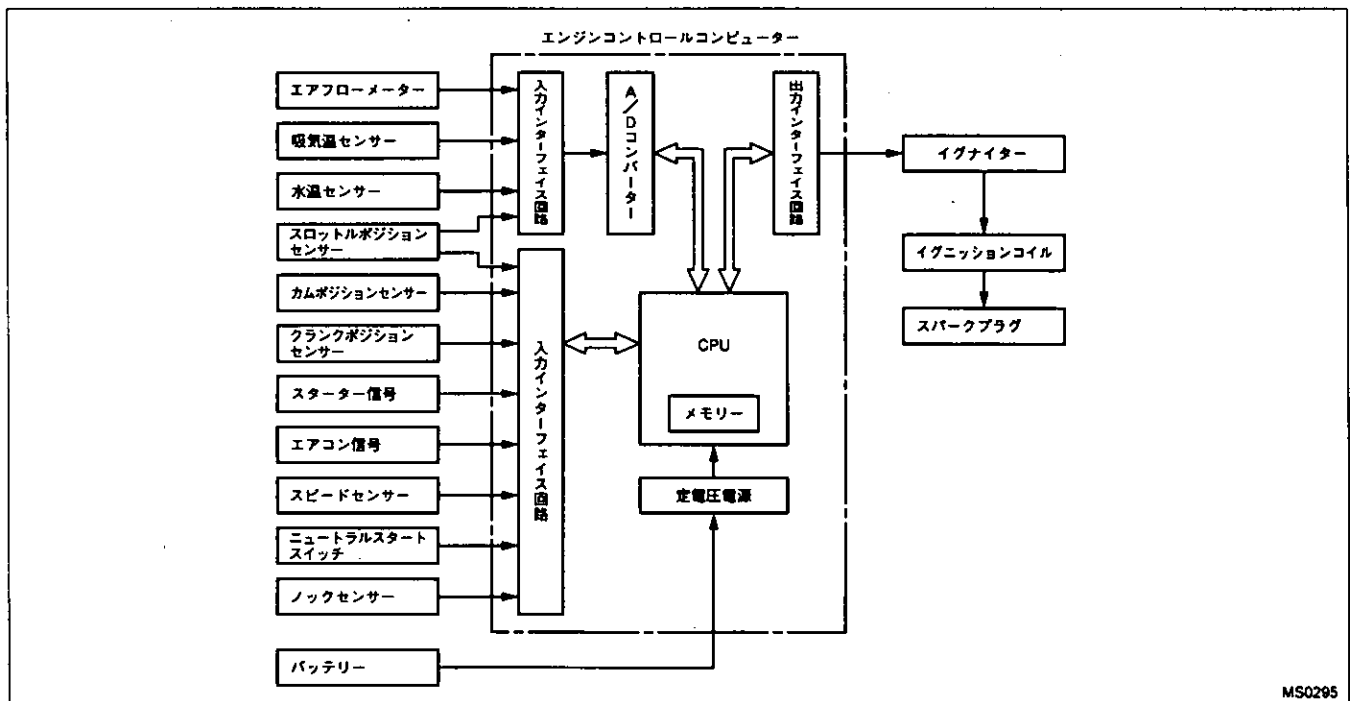 エンジンコントロールコンピューター
エアフローメーター
吸気温センサー
水温センサー
スロットルポジション
センサー
カムポジションセンサー
クランクポジション
センサー
スターター信号
エアコン信号
スピードセンサー
ニュートラルスタート
スイッチ
ノックセンサー
バッテリー
入力インターフェイス回路
A/Dコンバーター
入力インターフェイス回路
出力インターフェイス回路
CPU
メモリー
定電圧電源
イグナイター
イグニッションコイル
スパークプラグ
MS0295